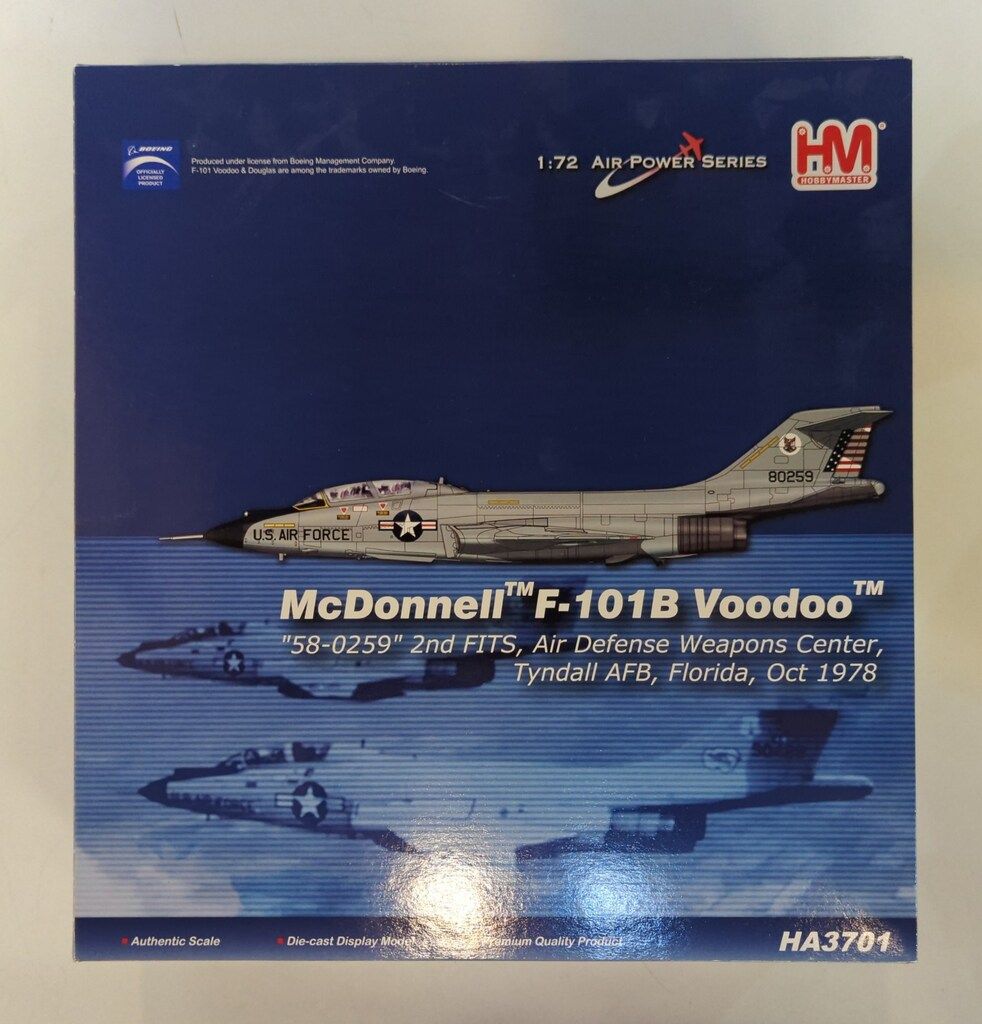 BOEING
OFFICIALLY
LICENSED
PRODUCT
Produced under license from Boeing Management Company.
F-101 Voodoo & Douglas are among the trademarks owned by Boeing.
1:72 AIR POWER SERIES
HM®
HOBBYMASTER
80259
U.S. AIR FORCE
McDonnell™ F-101B Voodoo™
"58-0259" 2nd FITS, Air Defense Weapons Center,
Tyndall AFB, Florida, Oct 1978
Authentic Scale
Die-cast Display Model
Premium Quality Product
HA3701